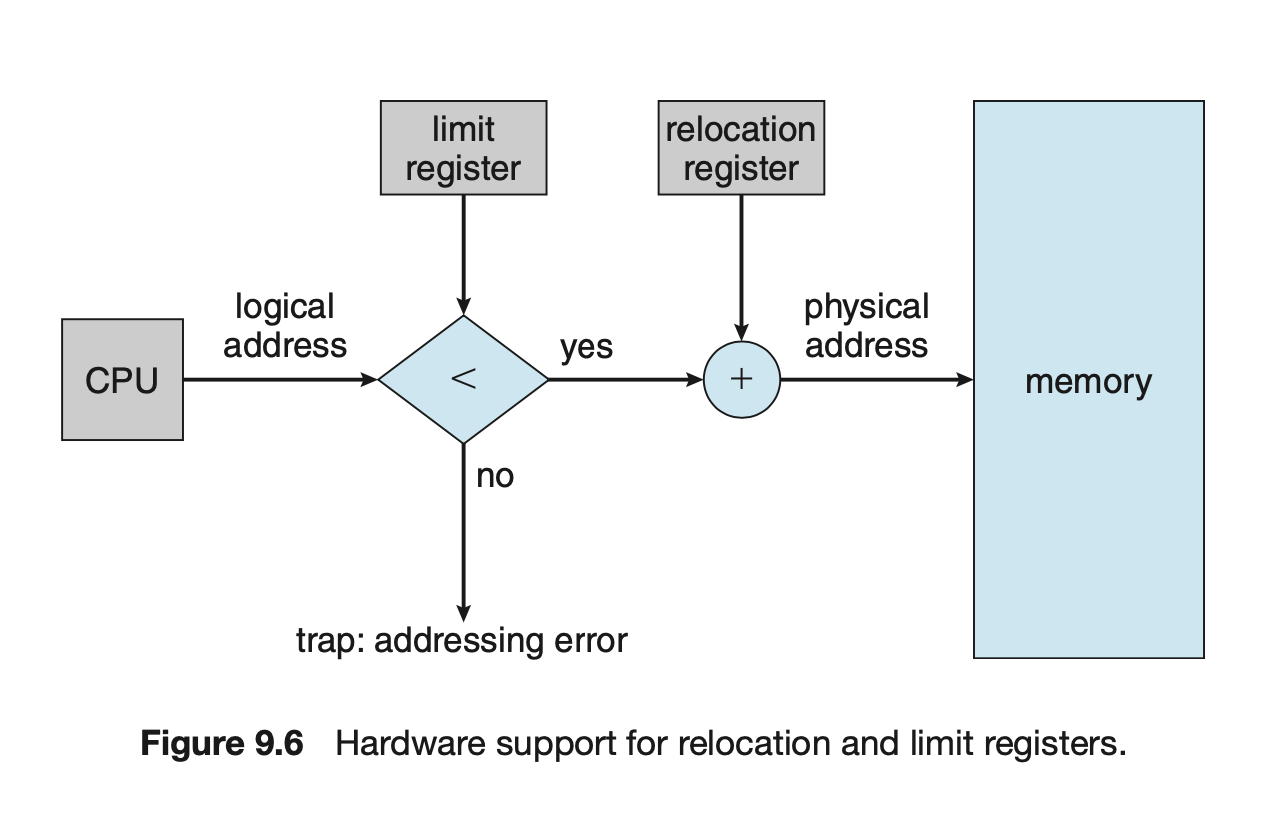 limit
register
relocation
register
logical
address
physical
address
CPU
<
yes
+
memory
no
trap: addressing error
Figure 9.6 Hardware support for relocation and limit registers.